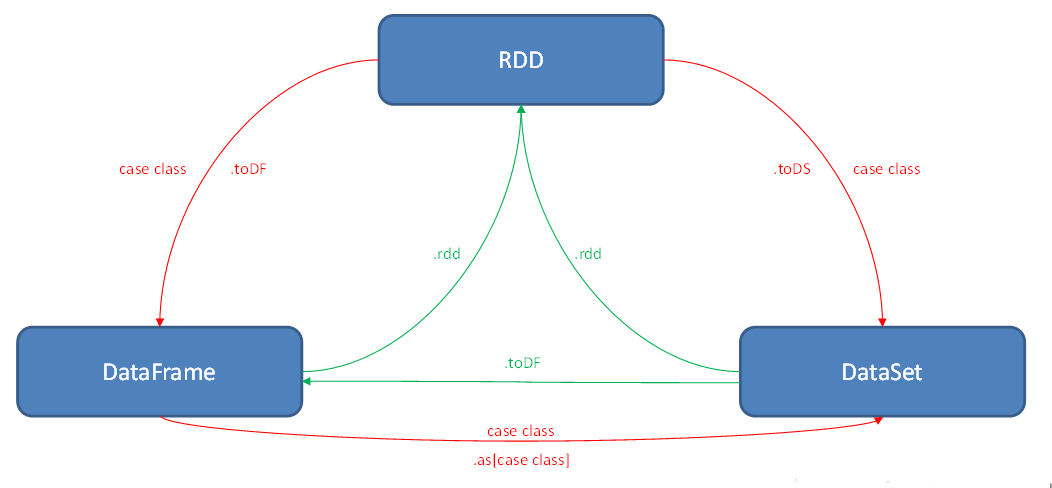 RDD
case class
.toDF
.toDS
case class
.rdd
.rdd
DataFrame
.toDF
DataSet
case class
.as[case class]